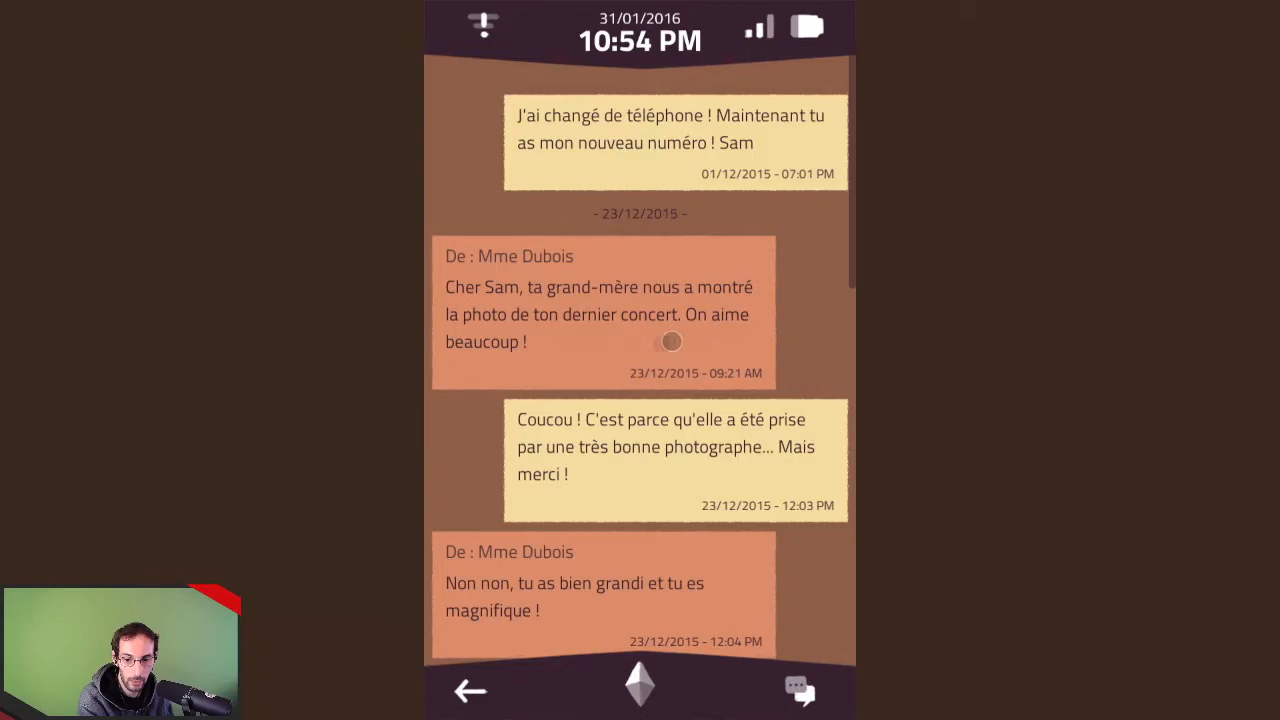 31/01/2016
10:54 PM
J'ai changé de téléphone ! Maintenant tu
as mon nouveau numéro ! Sam
01/12/2015 - 07:01 PM
- 23/12/2015 -
De : Mme Dubois
Cher Sam, ta grand-mère nous a montré
la photo de ton dernier concert. On aime
beaucoup !
23/12/2015 - 09:21 AM
Coucou ! C'est parce qu'elle a été prise
par une très bonne photographe... Mais
merci !
23/12/2015 - 12:03 PM
De : Mme Dubois
Non non, tu as bien grandi et tu es
magnifique !
23/12/2015 - 12:04 PM